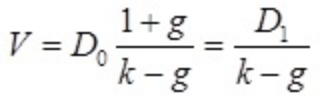 V = D₀ (1 + g)/(k − g) = D₁/(k − g)